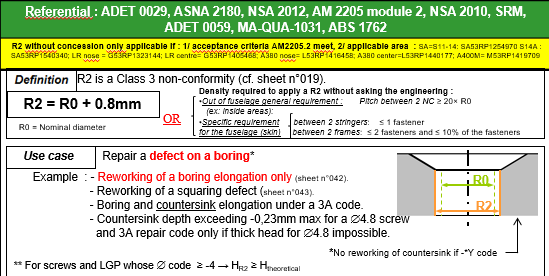 Referential : ADET 0029, ASNA 2180, NSA 2012, AM 2205 module 2, NSA 2010, SRM,
ADET 0059, MA-QUA-1031, ABS 1762
R2 without concession only applicable if : 1/ acceptance criteria AM2205.2 meet, 2/ applicable area : SA=S11-14: SA53RP1254970 S14A :
SA53RP1540340; LR nose = G53RP1323144; LR centre= G53RP1405468; A380 nose= L53RP1416458; A380 center=L53RP1440177; A400M= M53RP1419709
Definition R2 is a Class 3 non-conformity (cf. sheet n°019).
R2 = R0 + 0.8mm
R0 = Nominal diameter
OR
Density required to apply a R2 without asking the engineering :
•Out of fuselage general requirement : Pitch between 2 NC ≥ 20× R0
(ex: inside areas):
•Specific requirement for the fuselage (skin)
between 2 stringers: ≤ 1 fastener
between 2 frames: ≤ 2 fasteners and ≤ 10% of the fasteners
Use case Repair a defect on a boring*
Example : - Reworking of a boring elongation only (sheet n°042).
- Reworking of a squaring defect (sheet n°043).
- Boring and countersink elongation under a 3A code.
- Countersink depth exceeding -0,23mm max for a ∅4.8 screw
and 3A repair code only if thick head for ∅4.8 impossible.
R0
R2
*No reworking of countersink if -*Y code
** For screws and LGP whose ∅ code ≥ -4 → HR2 ≥ Htheoretical